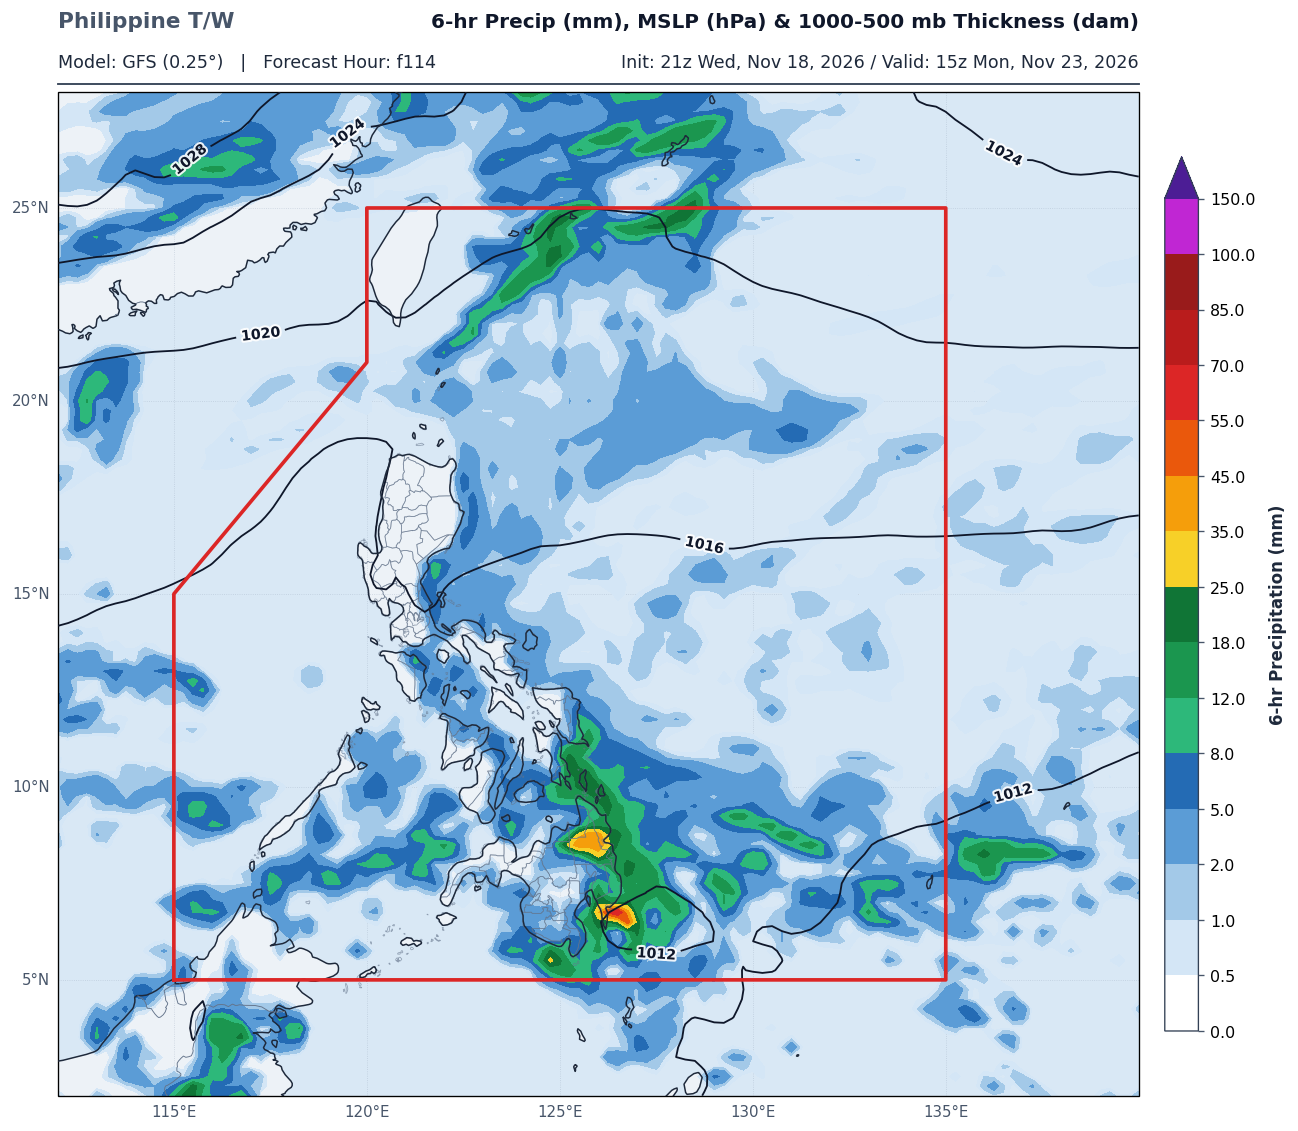 Philippine T/W
6-hr Precip (mm), MSLP (hPa) & 1000-500 mb Thickness (dam)
Model: GFS (0.25°) | Forecast Hour: f114
Init: 21z Wed, Nov 18, 2026 / Valid: 15z Mon, Nov 23, 2026
1028
1024
1024
1020
1016
1012
1012
25°N
20°N
15°N
10°N
5°N
115°E
120°E
125°E
130°E
135°E
150.0
100.0
85.0
70.0
55.0
45.0
35.0
25.0
18.0
12.0
8.0
5.0
2.0
1.0
0.5
0.0
6-hr Precipitation (mm)